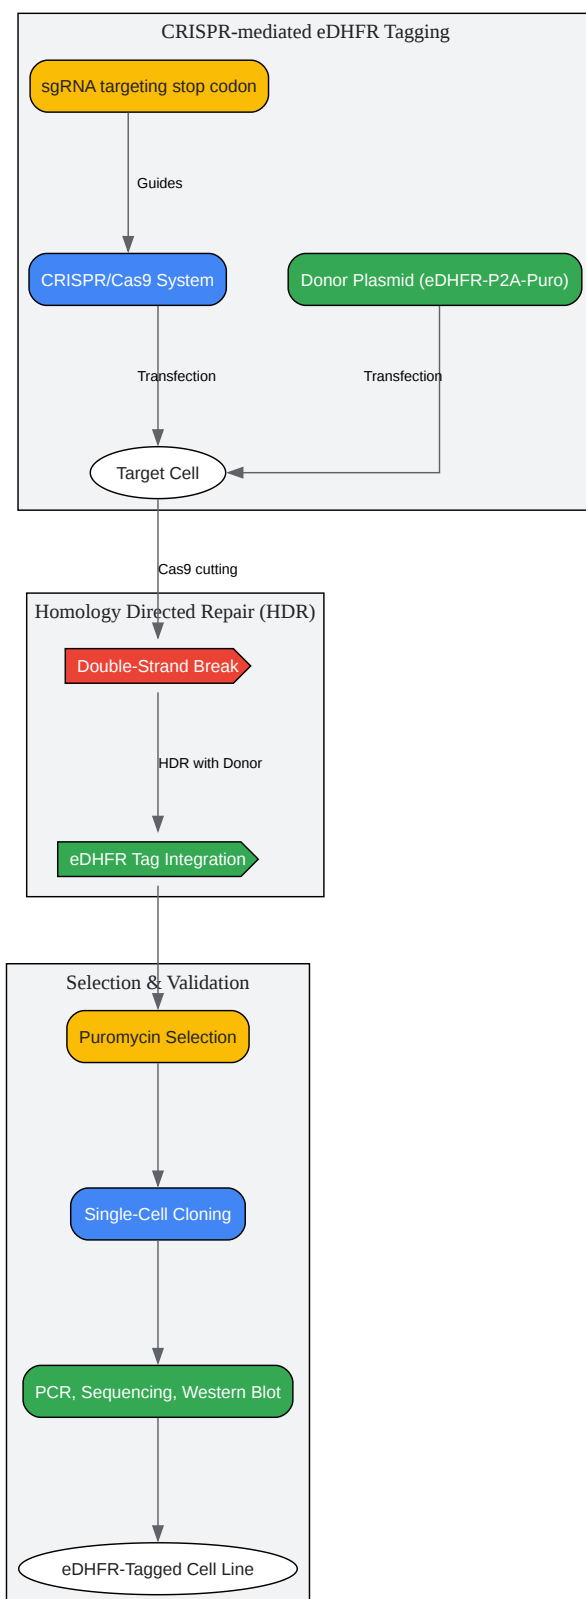 CRISPR-mediated eDHFR Tagging
sgRNA targeting stop codon
Guides
CRISPR/Cas9 System
Donor Plasmid (eDHFR-P2A-Puro)
Transfection
Transfection
Target Cell
Cas9 cutting
Homology Directed Repair (HDR)
Double-Strand Break
HDR with Donor
eDHFR Tag Integration
Selection & Validation
Puromycin Selection
Single-Cell Cloning
PCR, Sequencing, Western Blot
eDHFR-Tagged Cell Line